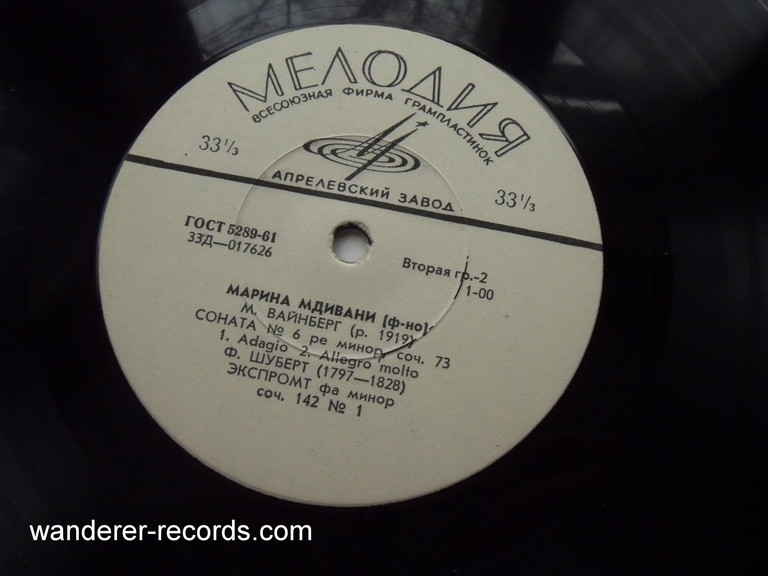 МЕЛОДИЯ
ВСЕСОЮЗНАЯ ФИРМА ГРАМПЛАСТИНОК
33 1/3
АПРЕЛЕВСКИЙ ЗАВОД
33 1/3
ГОСТ 5289-61
33Д—017626
Вторая гр.-2
1-00
МАРИНА МДИВАНИ (ф-но)
М. ВАЙНБЕРГ (р. 1919)
СОНАТА № 6 ре минор, соч. 73
1. Adagio 2. Allegro molto
Ф. ШУБЕРТ (1797—1828)
ЭКСПРОМТ фа минор
соч. 142 № 1
wanderer-records.com